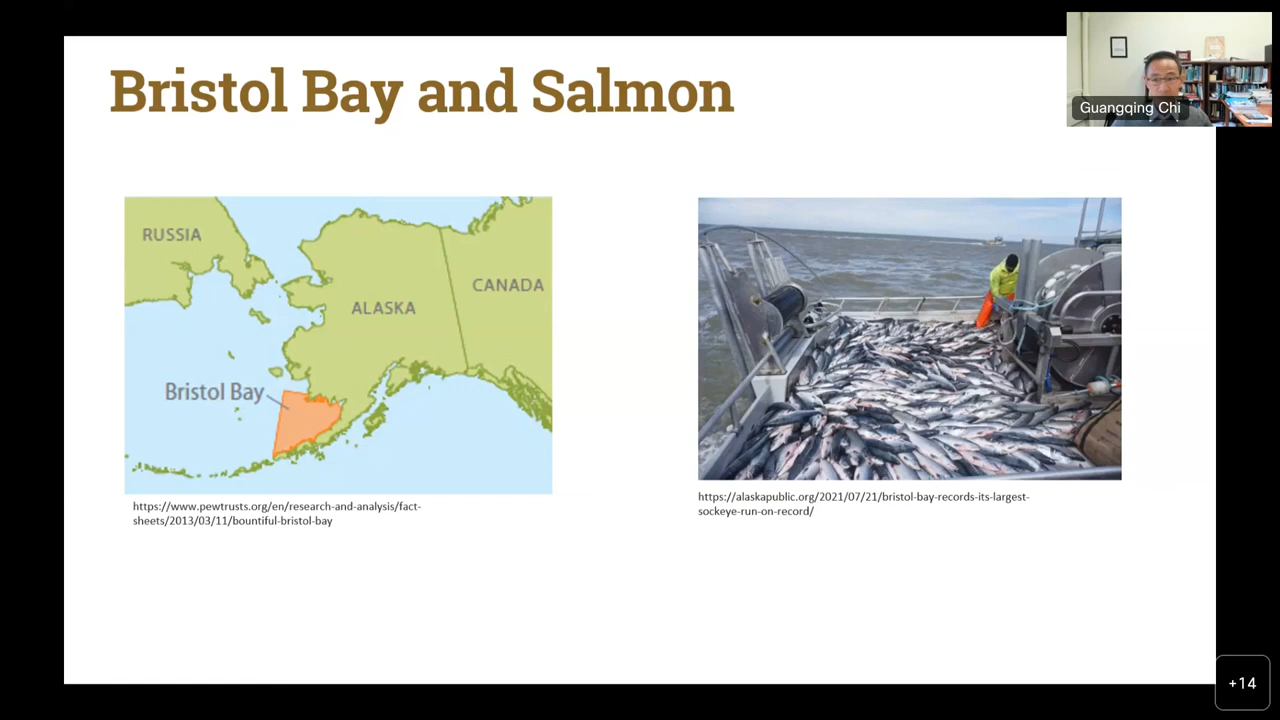 Bristol Bay and Salmon
Guangqing Chi
RUSSIA
CANADA
ALASKA
Bristol Bay
https://www.pewtrusts.org/en/research-and-analysis/fact-
sheets/2013/03/11/bountiful-bristol-bay
https://alaskapublic.org/2021/07/21/bristol-bay-records-its-largest-
sockeye-run-on-record/
+14